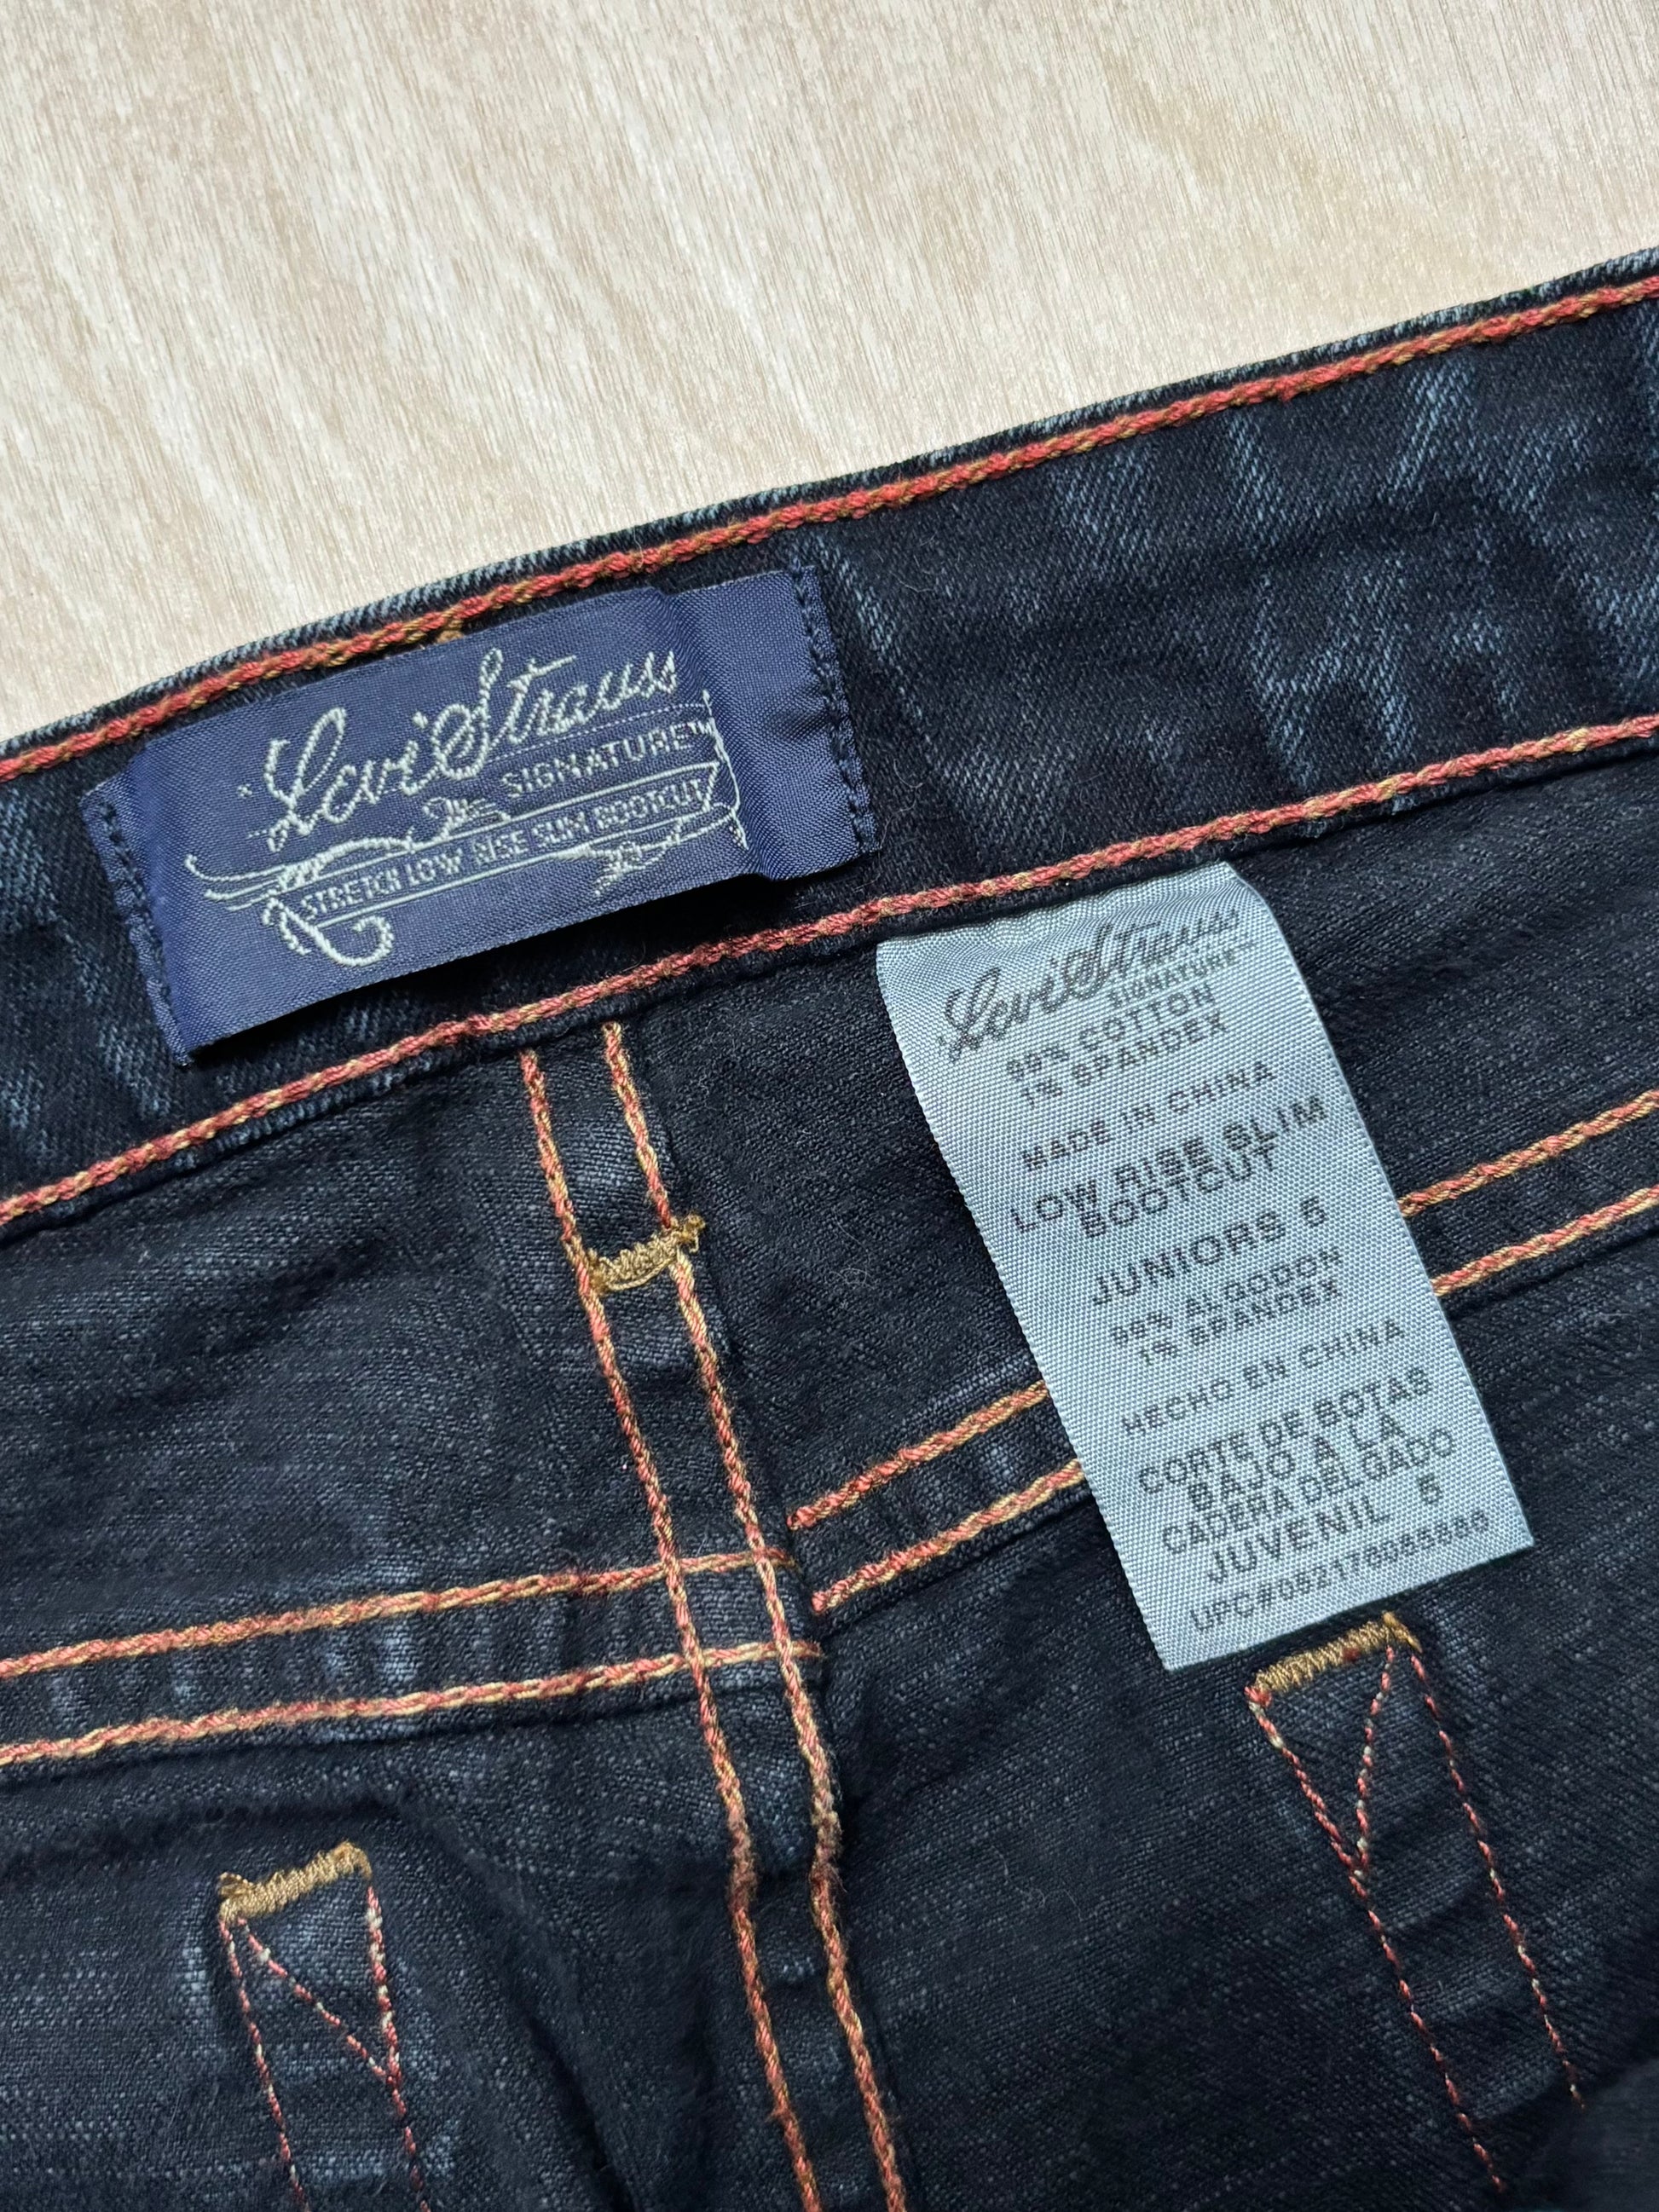 Levi Strauss
SIGNATURE™
STRETCH LOW RISE SLIM BOOTCUT
Levi Strauss
SIGNATURE™
99% COTTON
1% SPANDEX
MADE IN CHINA
LOW RISE SLIM
BOOTCUT
JUNIORS 5
99% ALGODON
1% SPANDEX
HECHO EN CHINA
CORTE DE BOTAS
BAJO A LA
CADERA DELGADO
JUVENIL 5